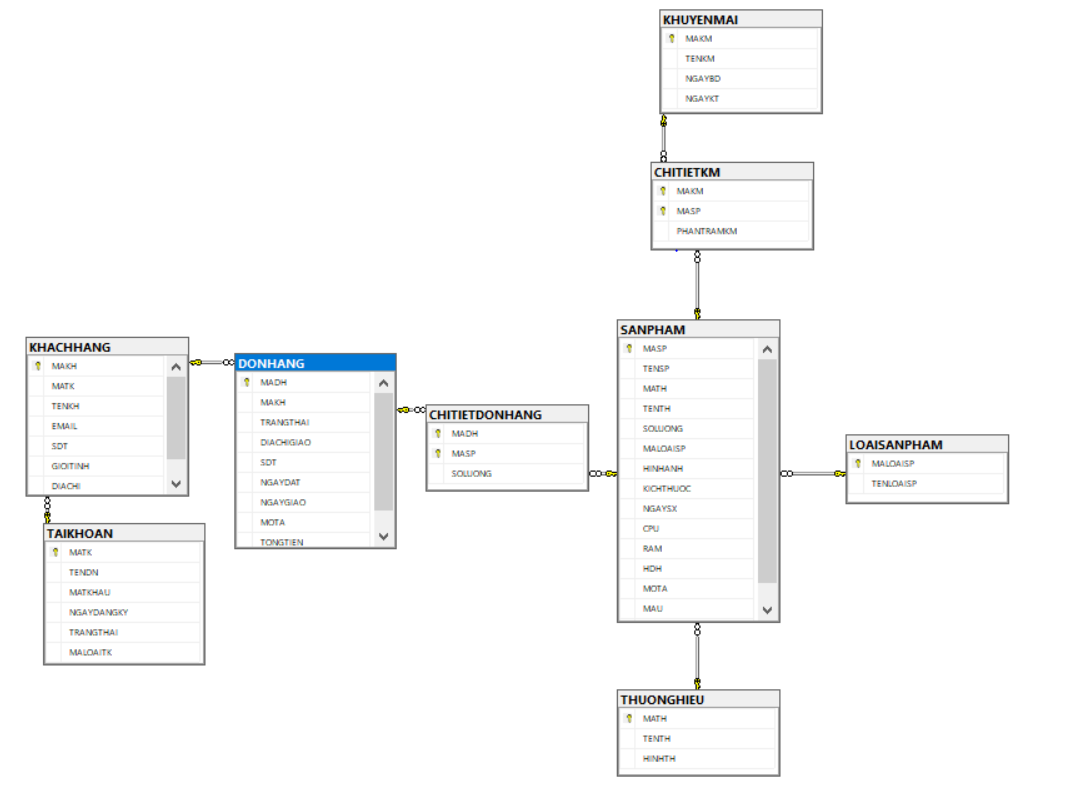 KHUYENMAI
MAKM
TENKM
NGAYBD
NGAYKT
CHITIETKM
MAKM
MASP
PHANTRAMKM
KHACHHANG
MAKH
MATK
TENKH
EMAIL
SDT
GIOITINH
DIACHI
TAIKHOAN
MATK
TENDN
MATKHAU
NGAYDANGKY
TRANGTHAI
MALOAITK
DONHANG
MADH
MAKH
TRANGTHAI
DIACHIGIAO
SDT
NGAYDAT
NGAYGIAO
MOTA
TONGTIEN
CHITIETDONHANG
MADH
MASP
SOLUONG
SANPHAM
MASP
TENSP
MATH
TENTH
SOLUONG
MALOAISP
HINHANH
KICHTHUOC
NGAYSX
CPU
RAM
HDH
MOTA
MAU
LOAISANPHAM
MALOAISP
TENLOAISP
THUONGHIEU
MATH
TENTH
HINHTH